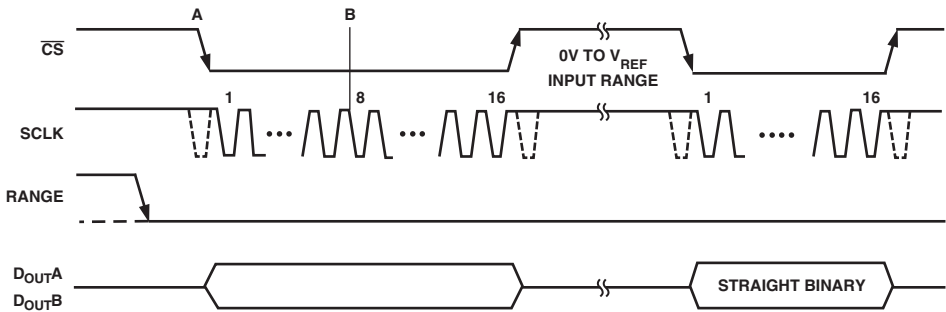 A B
CS 0V TO VREF
INPUT RANGE
1 8 16 1 16
SCLK
RANGE
DOUTA
STRAIGHT BINARY
DOUTB